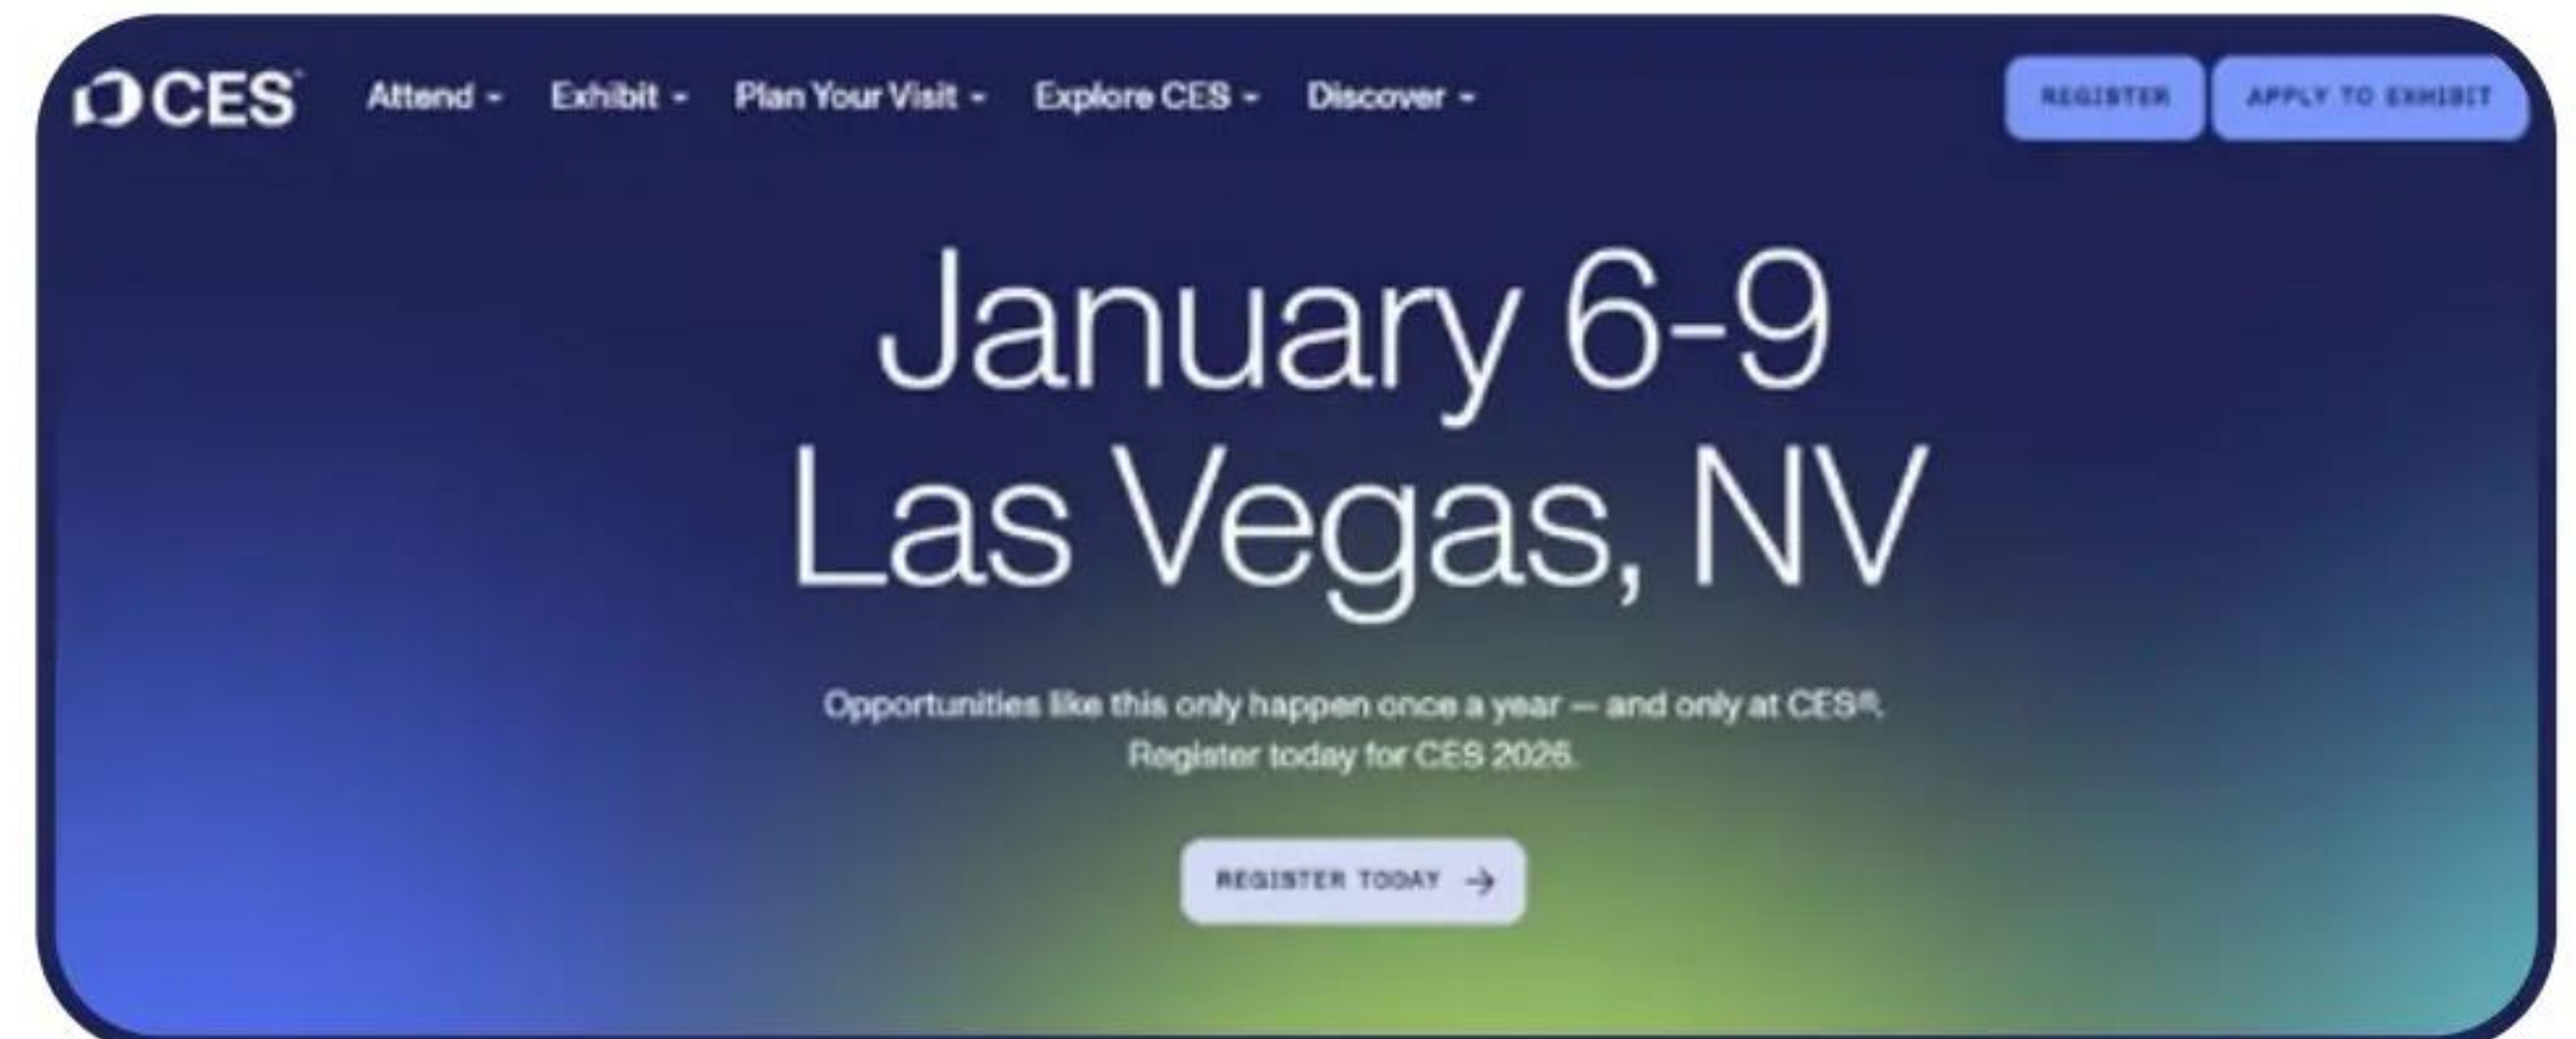 CES
Attend
Exhibit
Plan Your Visit
Explore CES
Discover
REGISTER
APPLY TO EXHIBIT
January 6-9
Las Vegas, NV
Opportunities like this only happen once a year — and only at CES®.
Register today for CES 2026.
REGISTER TODAY →